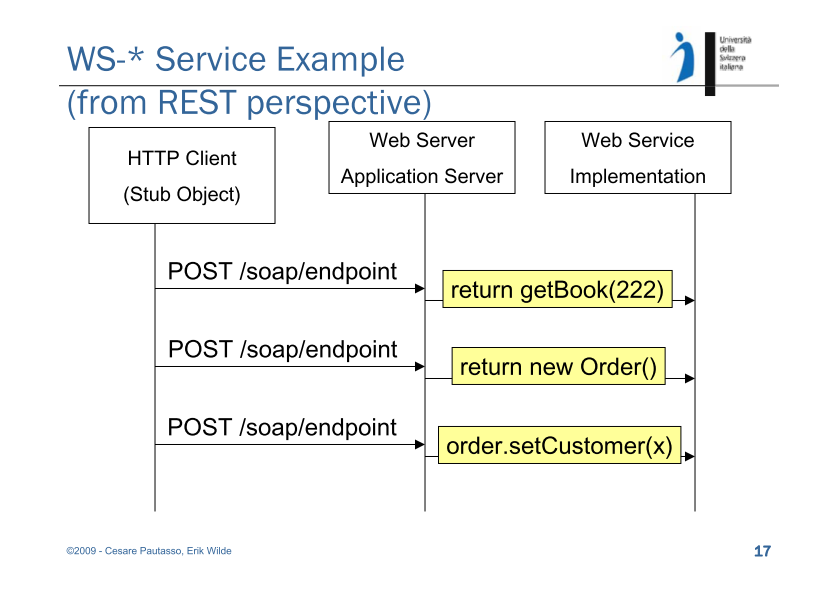 WS-* Service Example
(from REST perspective)
Università
della
Svizzera
italiana
HTTP Client
(Stub Object)
Web Server
Application Server
Web Service
Implementation
POST /soap/endpoint
return getBook(222)
POST /soap/endpoint
return new Order()
POST /soap/endpoint
order.setCustomer(x)
©2009 - Cesare Pautasso, Erik Wilde
17